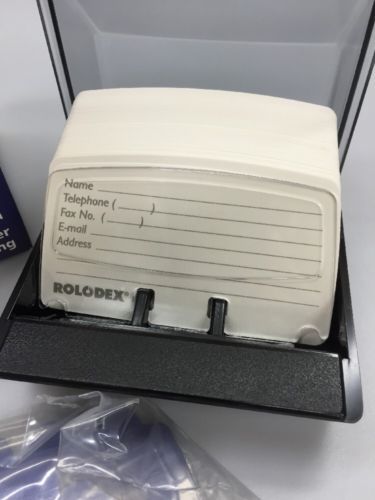 Name
Telephone (     )
Fax No. (     )
E-mail
Address
ROLODEX®